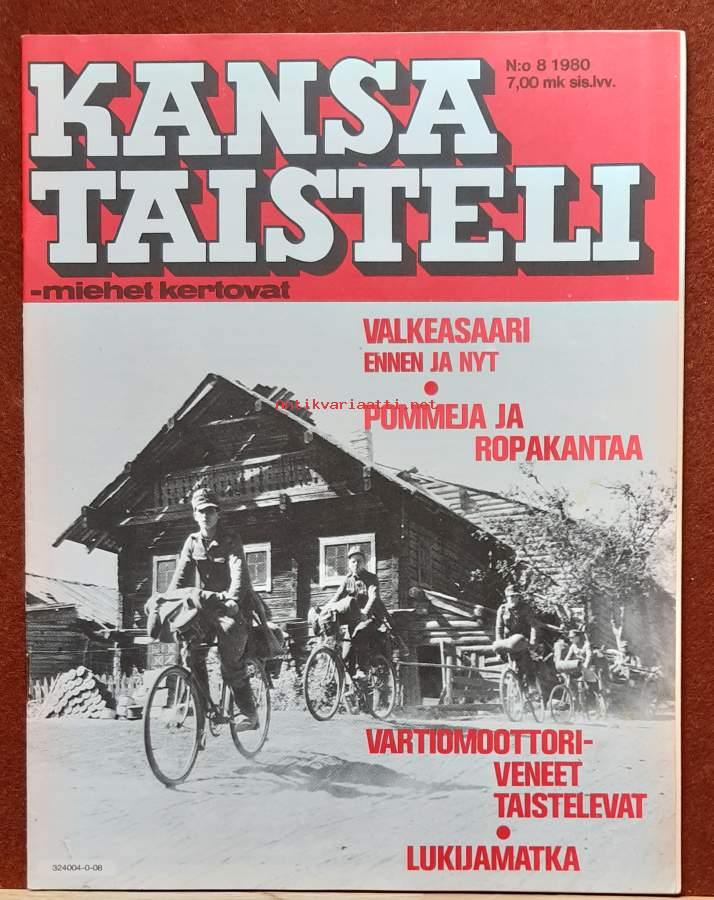 KANSA
TAISTELI
-miehet kertovat
N:o 8 1980
7,00 mk sis.lvv.
VALKEASAARI
ENNEN JA NYT
antikvariaatti.net
POMMEJA JA
ROPAKANTAA
VARTIOMOOTTORI-
VENEET
TAISTELEVAT
LUKIJAMATKA
324004-0-08